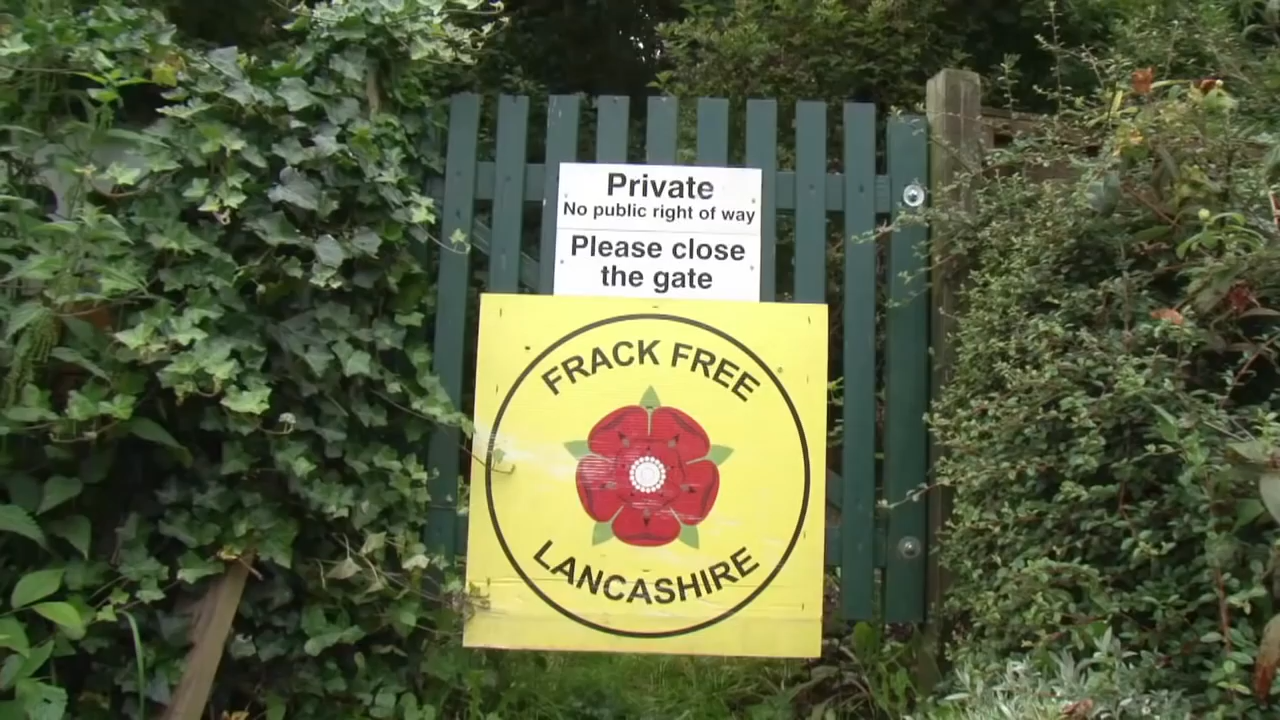 Private
No public right of way
Please close
the gate
FRACK FREE
LANCASHIRE